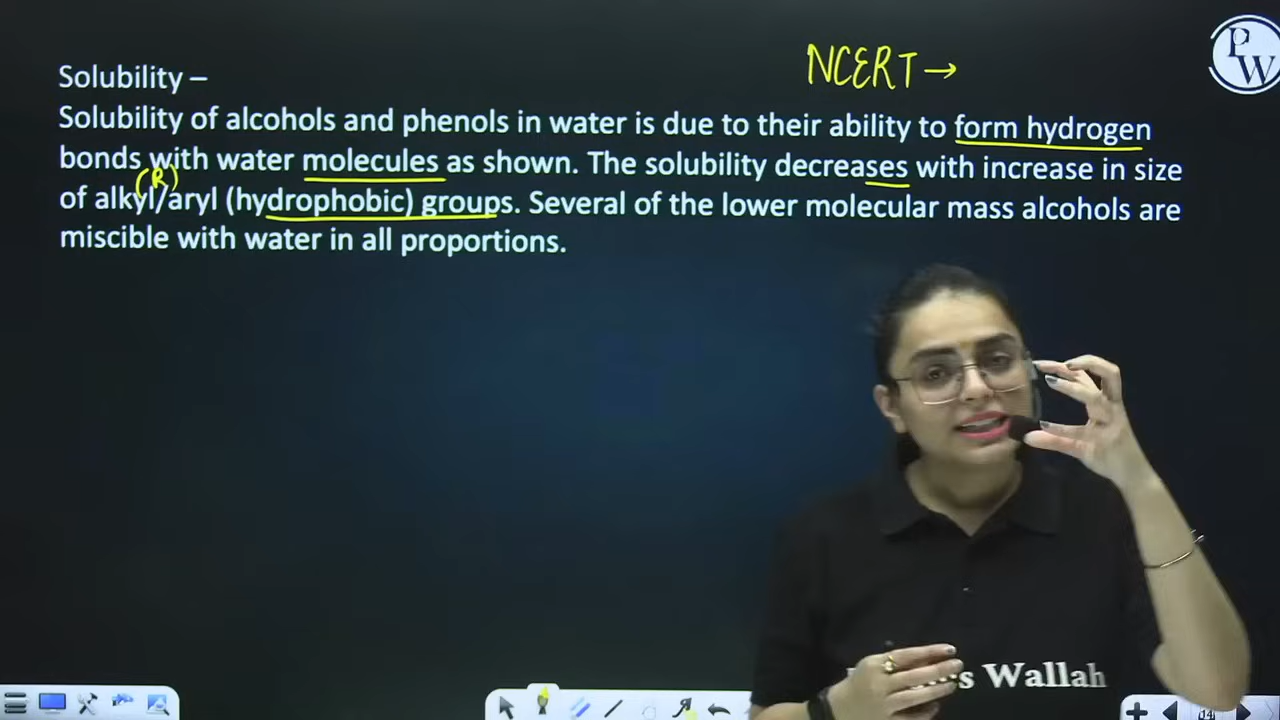 NCERT →
P
W
Solubility –
Solubility of alcohols and phenols in water is due to their ability to form hydrogen
bonds with water molecules as shown. The solubility decreases with increase in size
(R)
of alkyl/aryl (hydrophobic) groups. Several of the lower molecular mass alcohols are
miscible with water in all proportions.
Wallah